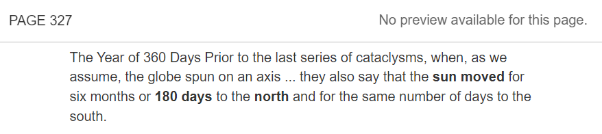 PAGE 327
No preview available for this page.
The Year of 360 Days Prior to the last series of cataclysms, when, as we
assume, the globe spun on an axis ... they also say that the sun moved for
six months or 180 days to the north and for the same number of days to the
south.